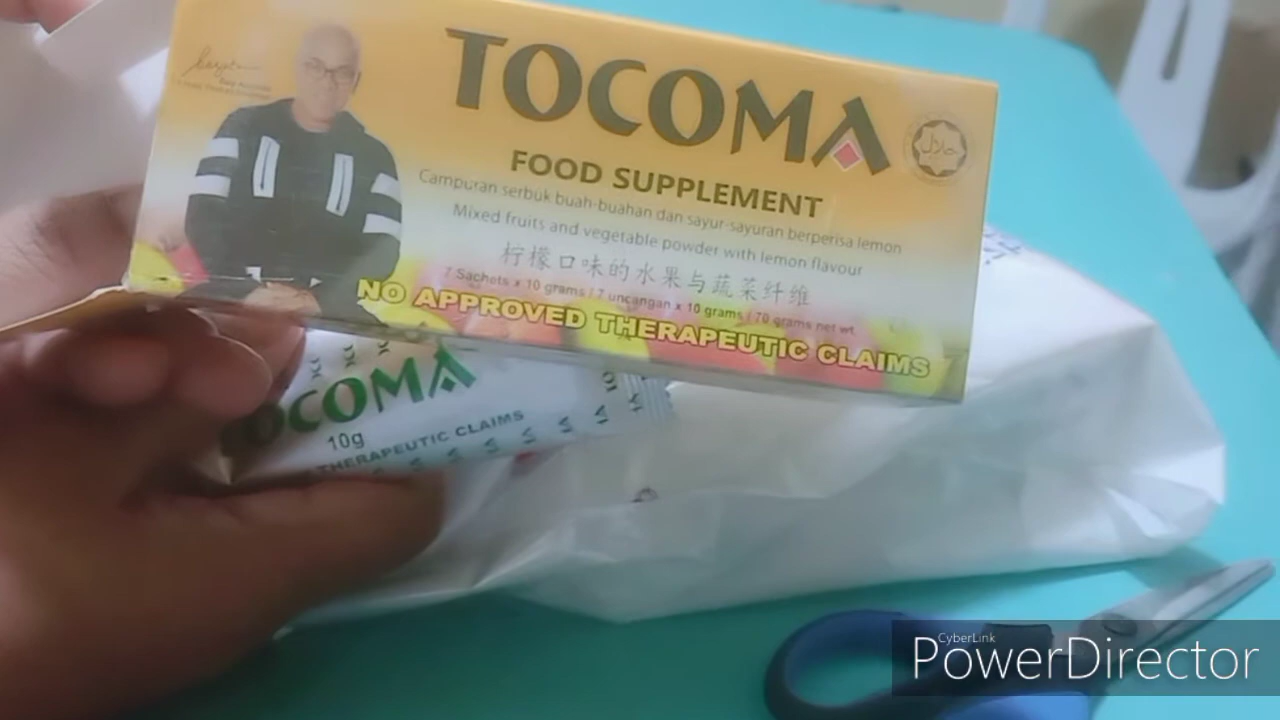 TOCOMA
حلال
FOOD SUPPLEMENT
Campuran serbuk buah-buahan dan sayur-sayuran berperisa lemon
Mixed fruits and vegetable powder with lemon flavour
柠檬口味的水果与蔬菜纤维
7 Sachets x 10 grams / 7 uncangan x 10 grams / 70 grams net wt
NO APPROVED THERAPEUTIC CLAIMS
OCOMA
10g
THERAPEUTIC CLAIMS
CyberLink
PowerDirector